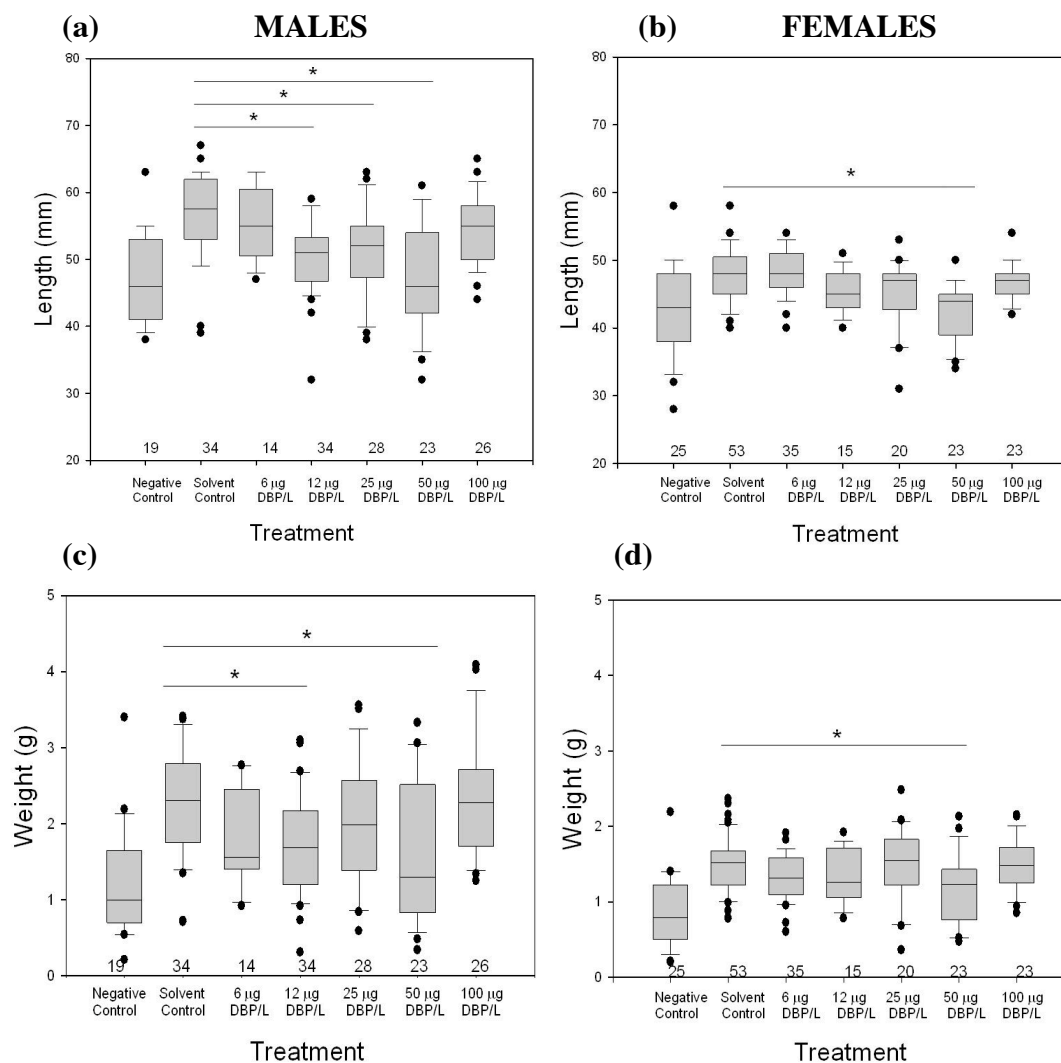 (a) MALES
(b) FEMALES
80
70
60
50
40
30
20
Length (mm)
*
*
*
19 34 14 34 28 23 26
Negative Control
Solvent Control
6 µg DBP/L
12 µg DBP/L
25 µg DBP/L
50 µg DBP/L
100 µg DBP/L
Treatment
80
70
60
50
40
30
20
Length (mm)
*
25 53 35 15 20 23 23
Negative Control
Solvent Control
6 µg DBP/L
12 µg DBP/L
25 µg DBP/L
50 µg DBP/L
100 µg DBP/L
Treatment
(c)
5
4
3
2
1
0
Weight (g)
*
*
19 34 14 34 28 23 26
Negative Control
Solvent Control
6 µg DBP/L
12 µg DBP/L
25 µg DBP/L
50 µg DBP/L
100 µg DBP/L
Treatment
(d)
5
4
3
2
1
0
Weight (g)
*
25 53 35 15 20 23 23
Negative Control
Solvent Control
6 µg DBP/L
12 µg DBP/L
25 µg DBP/L
50 µg DBP/L
100 µg DBP/L
Treatment